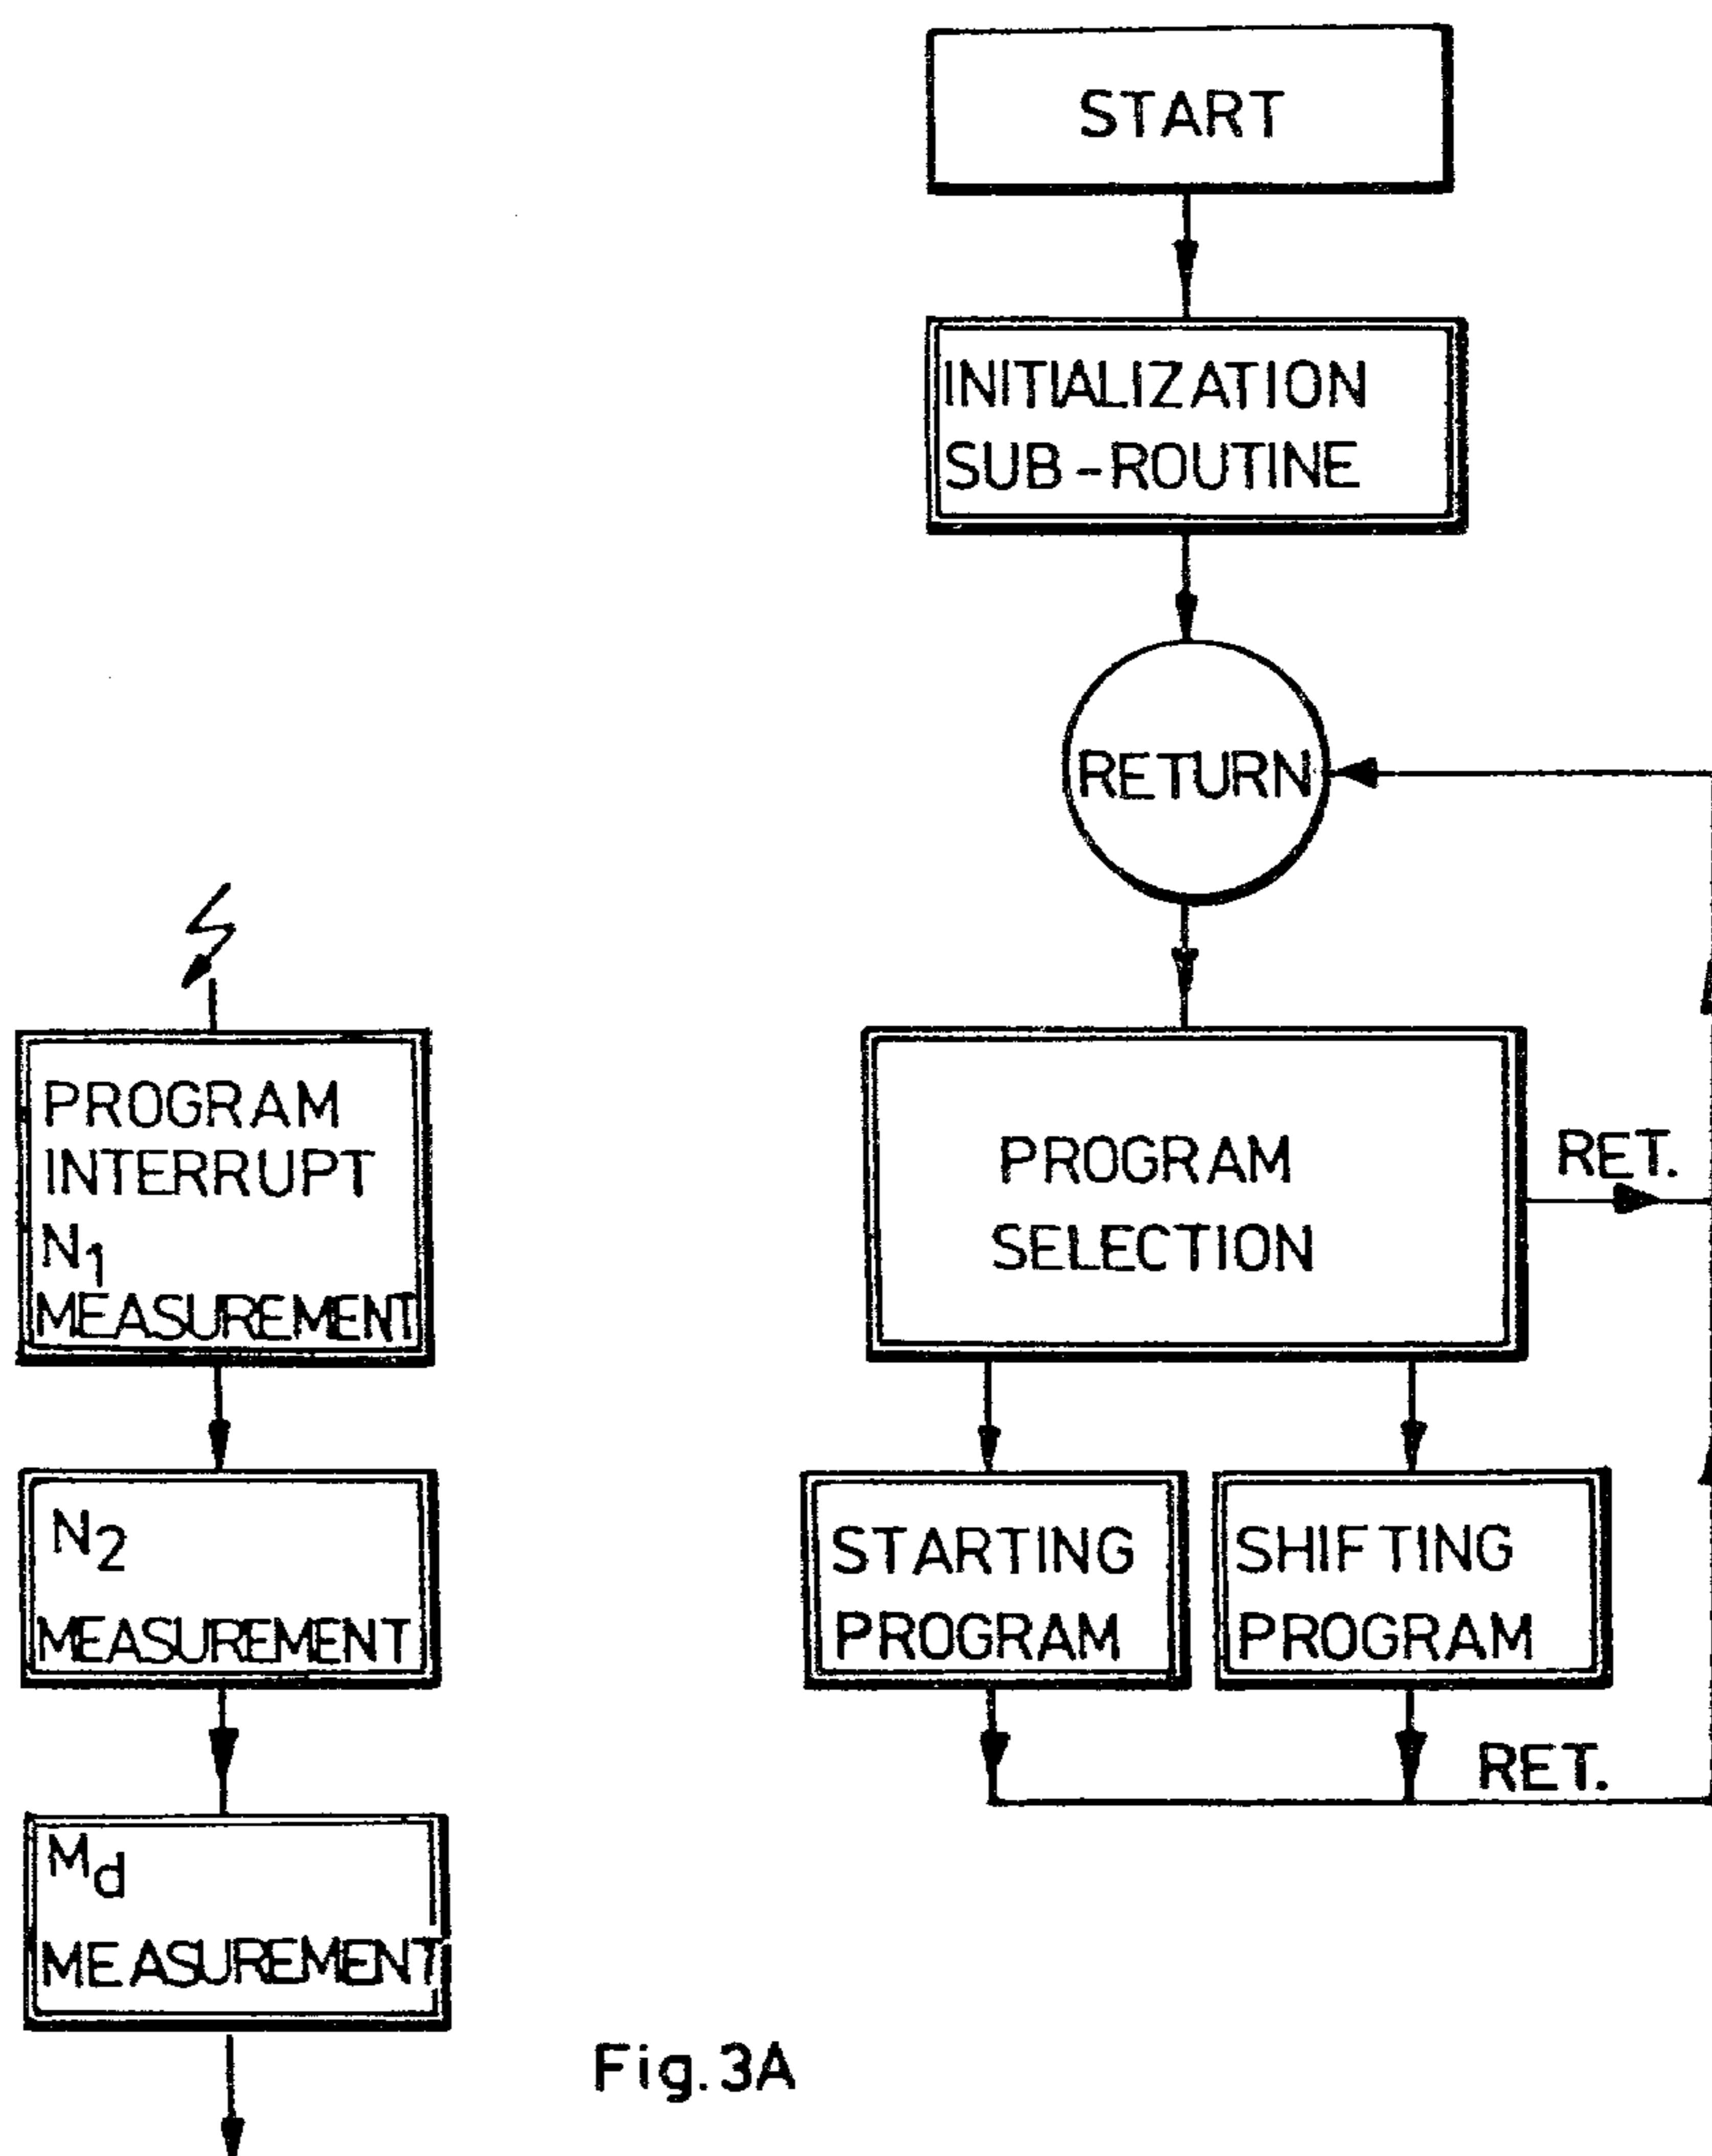 START
INITIALIZATION
SUB-ROUTINE
RETURN
PROGRAM
INTERRUPT
N1
MEASUREMENT
PROGRAM
SELECTION
RET.
N2
MEASUREMENT
STARTING
PROGRAM
SHIFTING
PROGRAM
RET.
Md
MEASUREMENT
Fig.3A